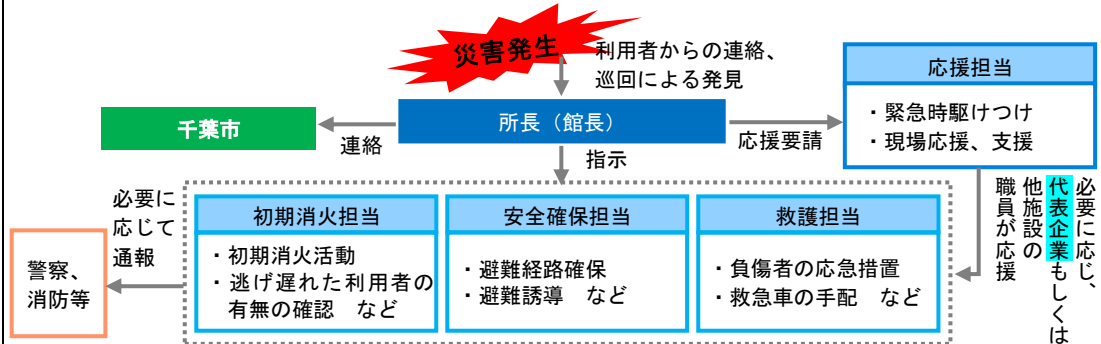 災害発生
利用者からの連絡、
巡回による発見
千葉市
連絡
所長（館長）
応援要請
指示
応援担当
・緊急時駆けつけ
・現場応援、支援
必要に応じ、
代表企業もしくは
他施設の
職員が応援
必要に
応じて
通報
警察、
消防等
初期消火担当
・初期消火活動
・逃げ遅れた利用者の
有無の確認　など
安全確保担当
・避難経路確保
・避難誘導　など
救護担当
・負傷者の応急措置
・救急車の手配　など